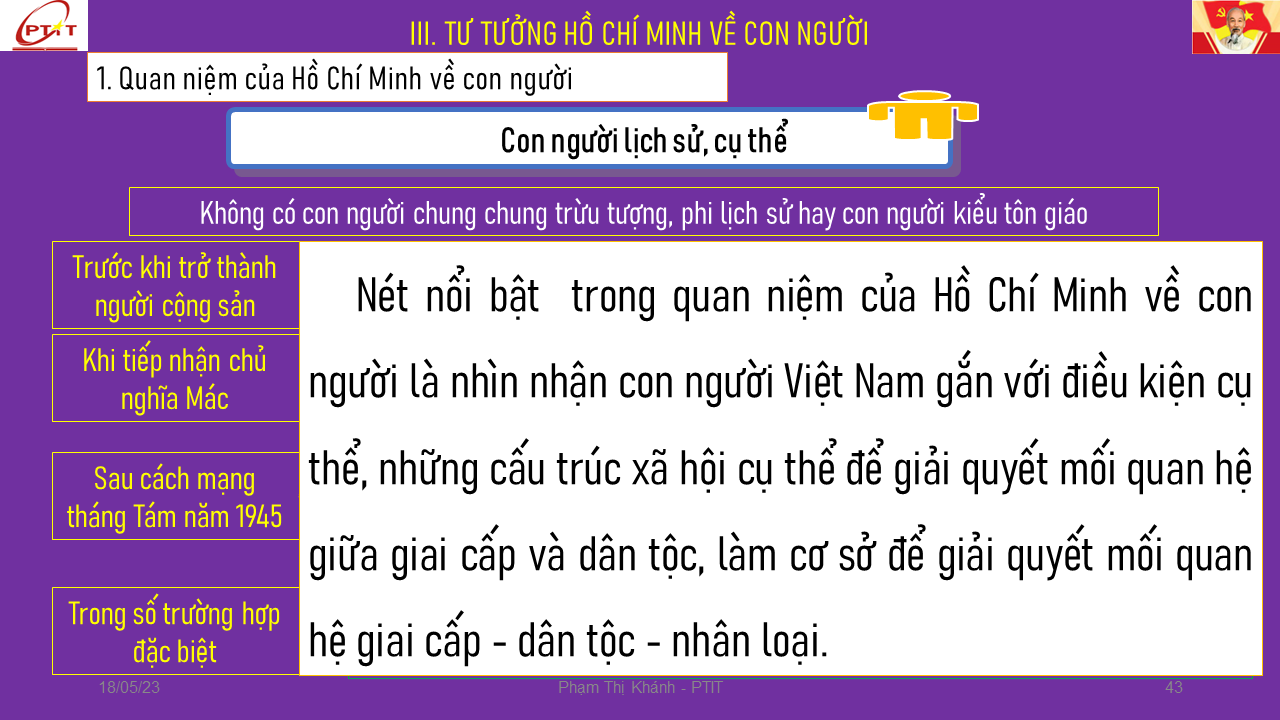 PTIT
III. TƯ TƯỞNG HỒ CHÍ MINH VỀ CON NGƯỜI
1. Quan niệm của Hồ Chí Minh về con người
Con người lịch sử, cụ thể
Không có con người chung chung trừu tượng, phi lịch sử hay con người kiểu tôn giáo
Trước khi trở thành
người cộng sản
Khi tiếp nhận chủ
nghĩa Mác
Sau cách mạng
tháng Tám năm 1945
Trong số trường hợp
đặc biệt
Nét nổi bật trong quan niệm của Hồ Chí Minh về con
người là nhìn nhận con người Việt Nam gắn với điều kiện cụ
thể, những cấu trúc xã hội cụ thể để giải quyết mối quan hệ
giữa giai cấp và dân tộc, làm cơ sở để giải quyết mối quan
hệ giai cấp - dân tộc - nhân loại.
18/05/23
Phạm Thị Khánh - PTIT
43